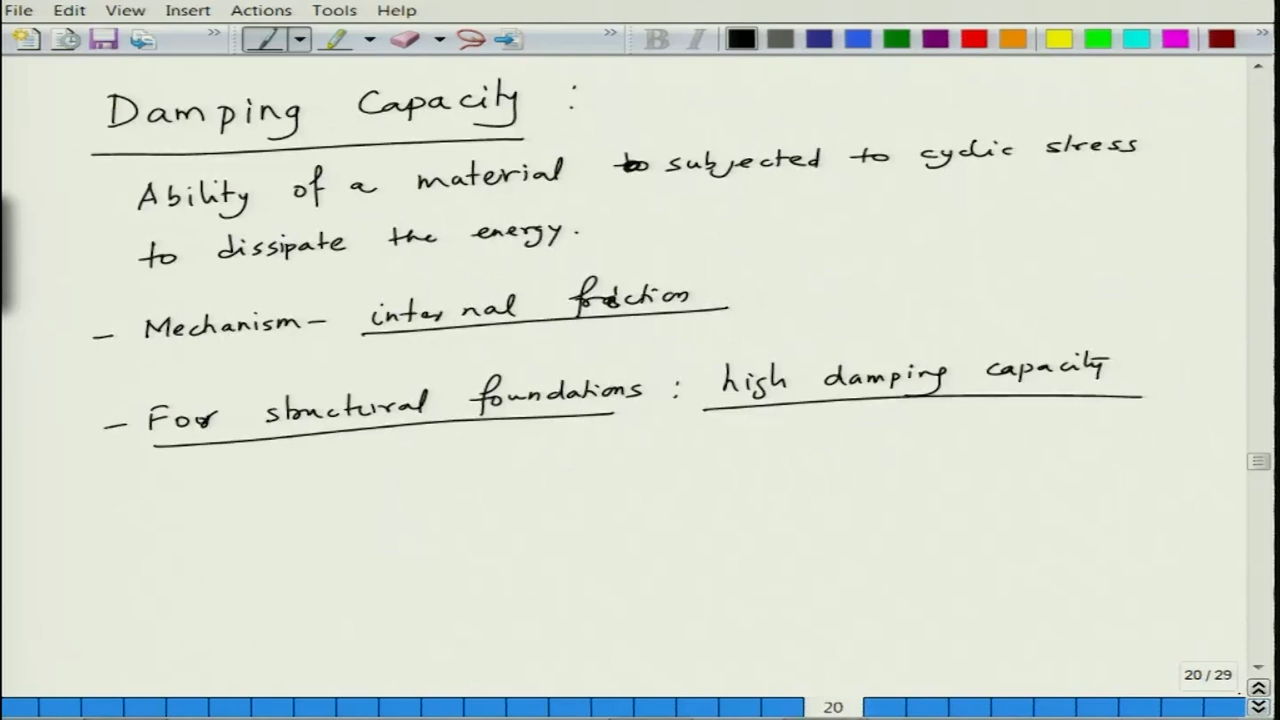 File Edit View Insert Actions Tools Help
B I
Damping Capacity :
Ability of a material to subjected to cyclic stress
to dissipate the energy.
- Mechanism - internal friction
- For structural foundations : high damping capacity
20 / 29
20